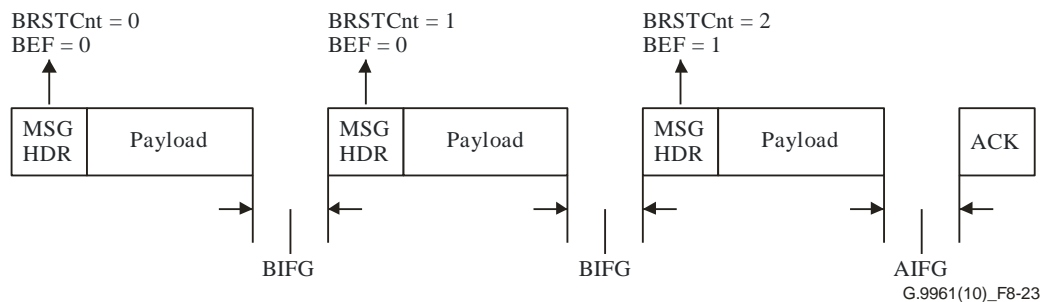 BRSTCnt = 0
BEF = 0
BRSTCnt = 1
BEF = 0
BRSTCnt = 2
BEF = 1
MSG
HDR
Payload
MSG
HDR
Payload
MSG
HDR
Payload
ACK
BIFG
BIFG
AIFG
G.9961(10)_F8-23